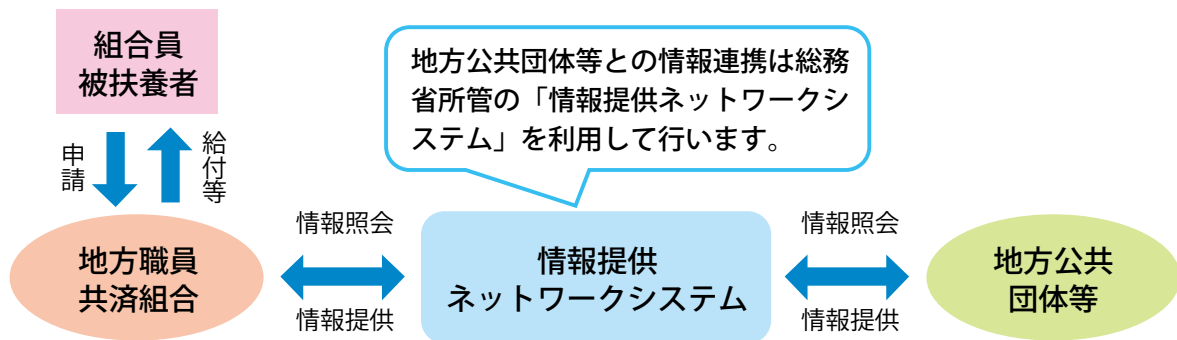 組合員
被扶養者
地方公共団体等との情報連携は総務
省所管の「情報提供ネットワークシ
ステム」を利用して行います。
申請
給付等
地方職員
共済組合
情報照会
情報提供
情報提供
ネットワークシステム
情報照会
情報提供
地方公共
団体等